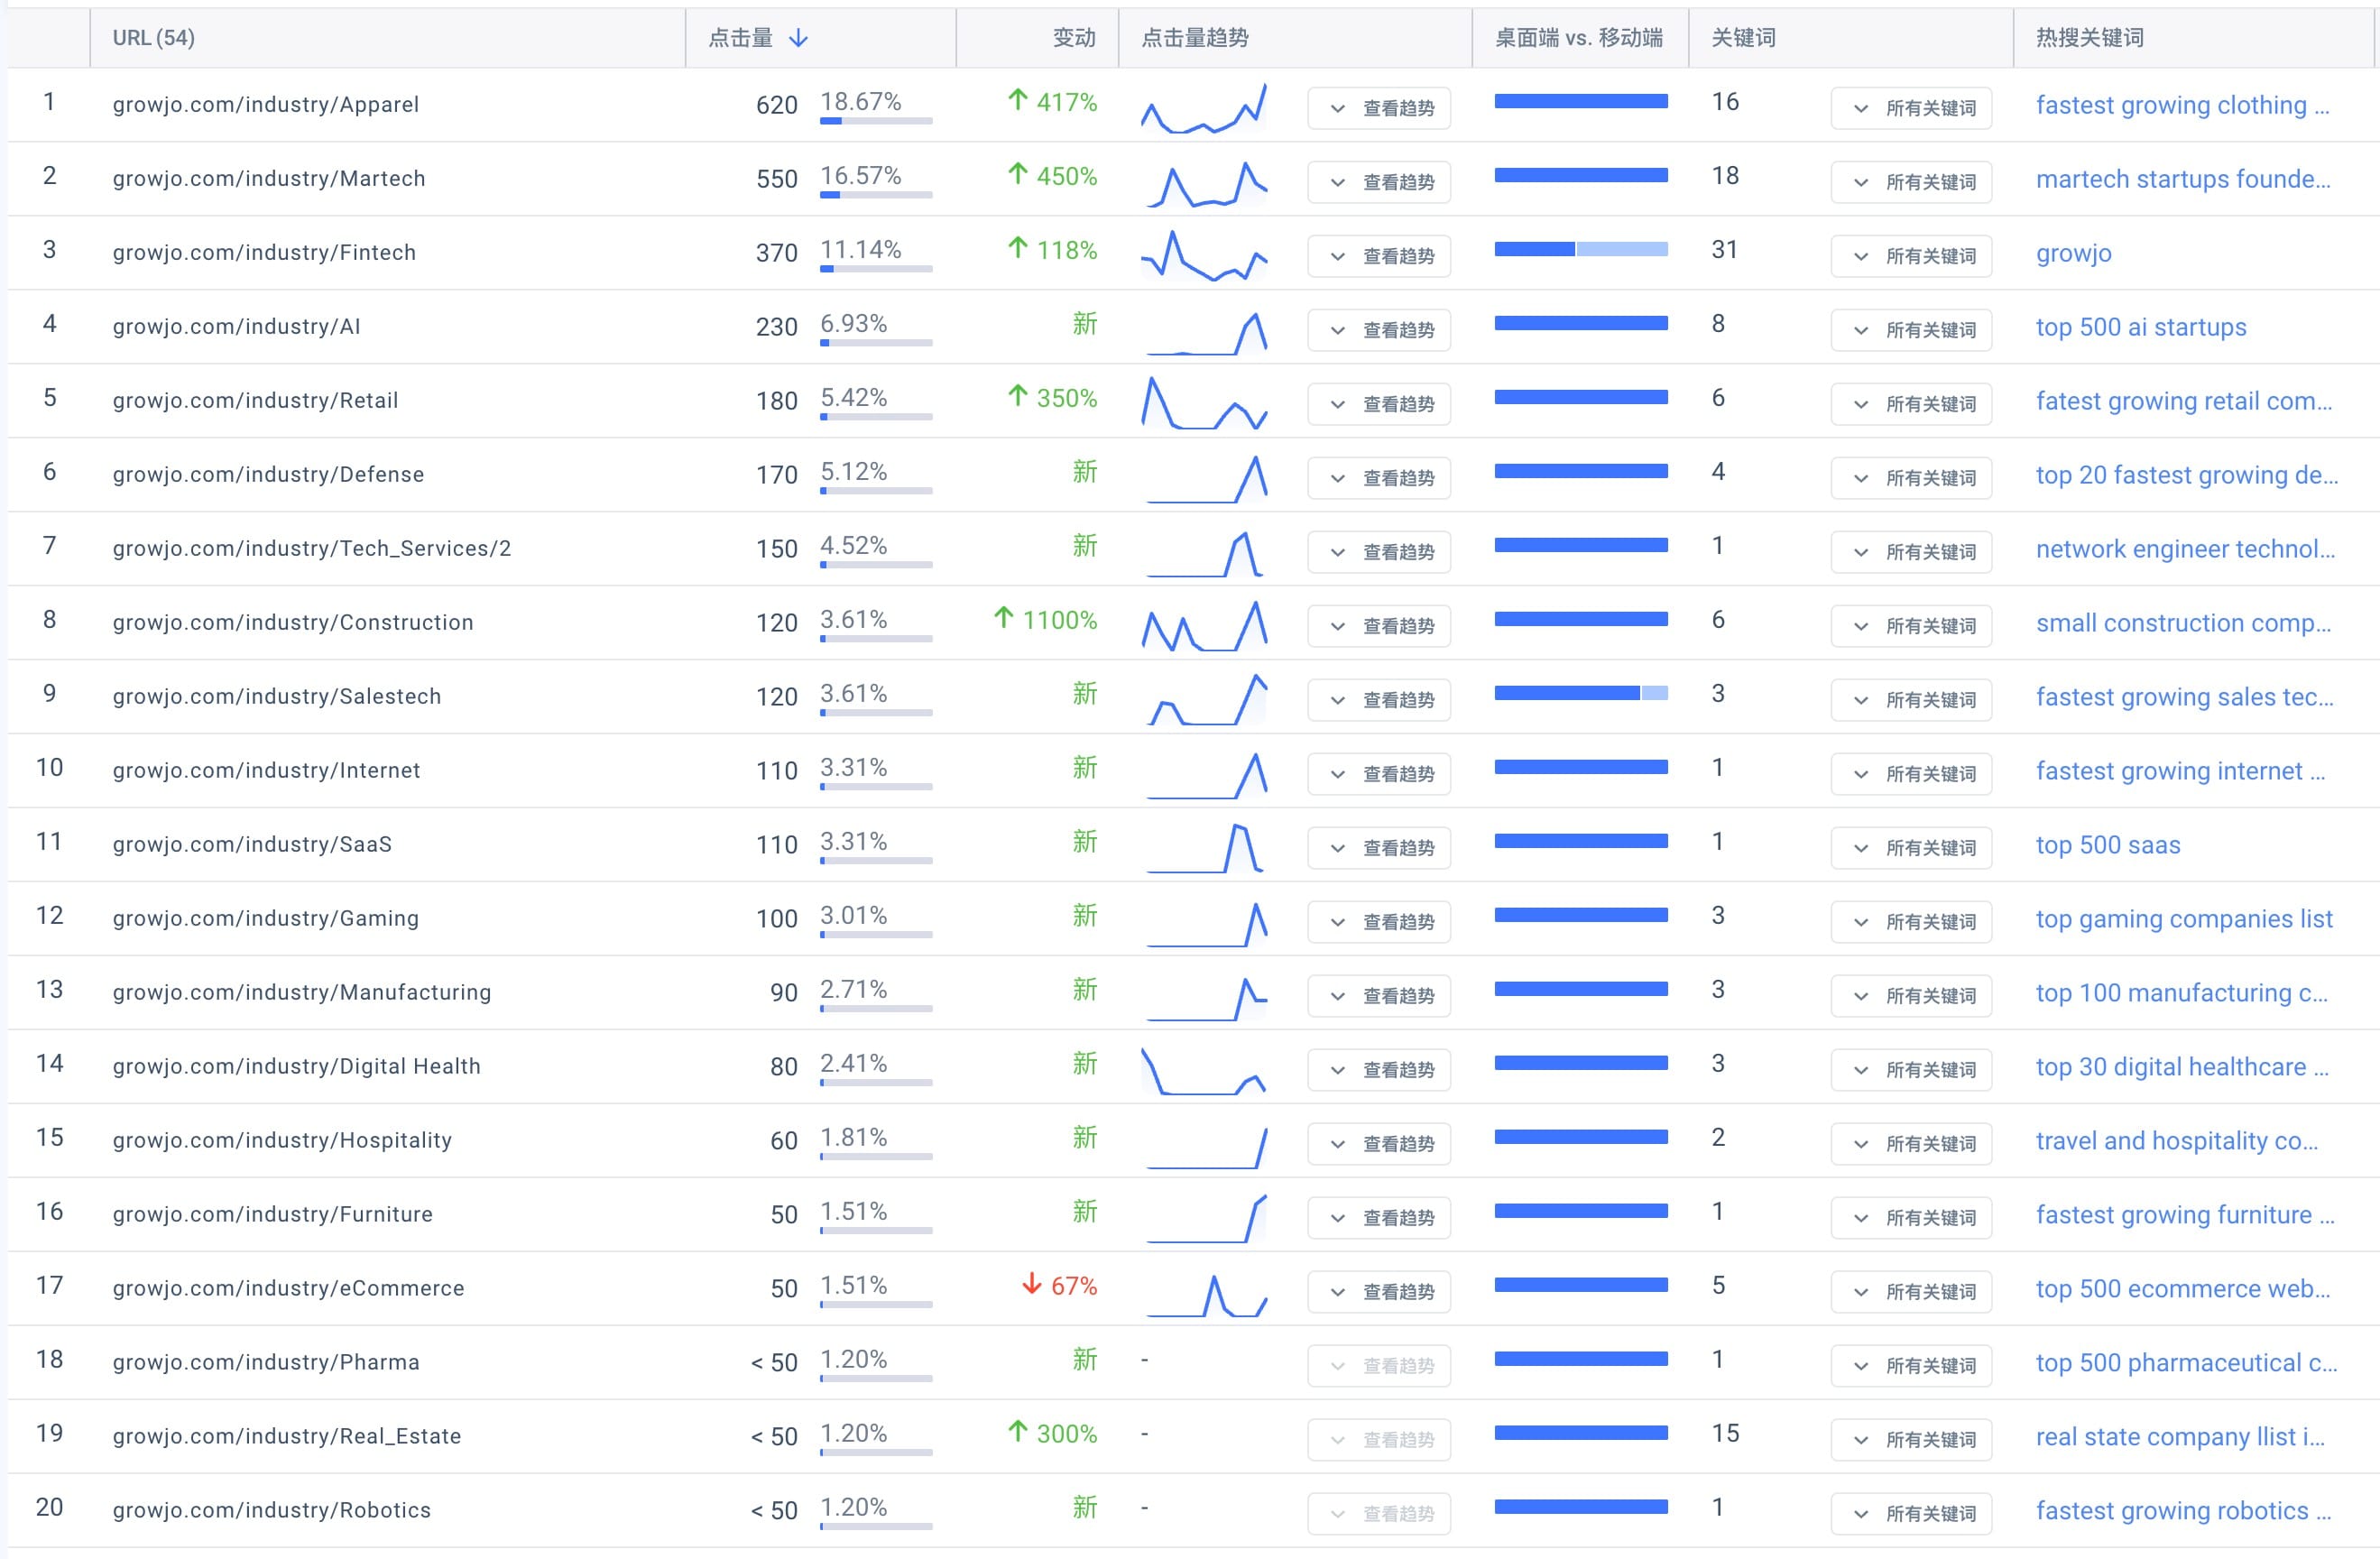 URL (54) 点击量 变动 点击量趋势 桌面端 vs. 移动端 关键词 热搜关键词
1 growjo.com/industry/Apparel 620 18.67% 417% 查看趋势 16 所有关键词 fastest growing clothing ...
2 growjo.com/industry/Martech 550 16.57% 450% 查看趋势 18 所有关键词 martech startups founde...
3 growjo.com/industry/Fintech 370 11.14% 118% 查看趋势 31 所有关键词 growjo
4 growjo.com/industry/AI 230 6.93% 新 查看趋势 8 所有关键词 top 500 ai startups
5 growjo.com/industry/Retail 180 5.42% 350% 查看趋势 6 所有关键词 fatest growing retail com...
6 growjo.com/industry/Defense 170 5.12% 新 查看趋势 4 所有关键词 top 20 fastest growing de...
7 growjo.com/industry/Tech_Services/2 150 4.52% 新 查看趋势 1 所有关键词 network engineer technol...
8 growjo.com/industry/Construction 120 3.61% 1100% 查看趋势 6 所有关键词 small construction comp...
9 growjo.com/industry/Salestech 120 3.61% 新 查看趋势 3 所有关键词 fastest growing sales tec...
10 growjo.com/industry/Internet 110 3.31% 新 查看趋势 1 所有关键词 fastest growing internet ...
11 growjo.com/industry/SaaS 110 3.31% 新 查看趋势 1 所有关键词 top 500 saas
12 growjo.com/industry/Gaming 100 3.01% 新 查看趋势 3 所有关键词 top gaming companies list
13 growjo.com/industry/Manufacturing 90 2.71% 新 查看趋势 3 所有关键词 top 100 manufacturing c...
14 growjo.com/industry/Digital Health 80 2.41% 新 查看趋势 3 所有关键词 top 30 digital healthcare ...
15 growjo.com/industry/Hospitality 60 1.81% 新 查看趋势 2 所有关键词 travel and hospitality co...
16 growjo.com/industry/Furniture 50 1.51% 新 查看趋势 1 所有关键词 fastest growing furniture ...
17 growjo.com/industry/eCommerce 50 1.51% 67% 查看趋势 5 所有关键词 top 500 ecommerce web...
18 growjo.com/industry/Pharma < 50 1.20% 新 - 查看趋势 1 所有关键词 top 500 pharmaceutical c...
19 growjo.com/industry/Real_Estate < 50 1.20% 300% - 查看趋势 15 所有关键词 real state company llist i...
20 growjo.com/industry/Robotics < 50 1.20% 新 - 查看趋势 1 所有关键词 fastest growing robotics ...